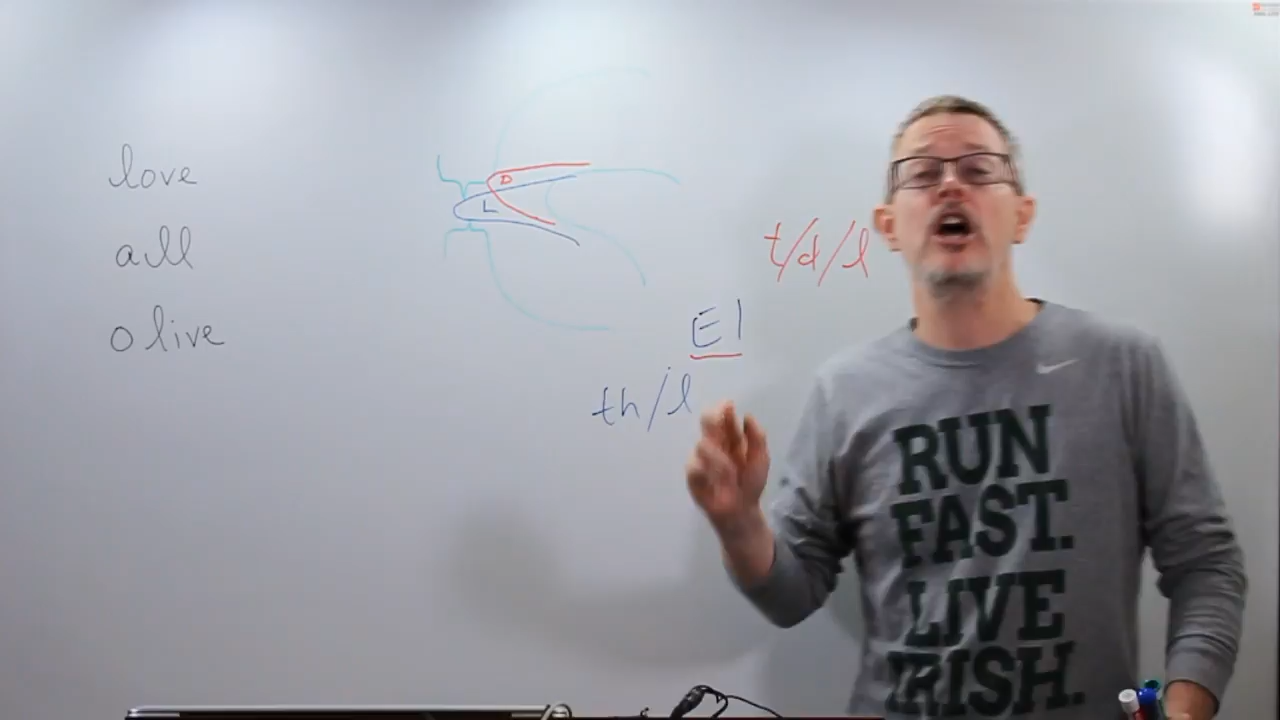 love
all
olive
D
L
t/d/l
El
th/l
RUN
FAST.
LIVE
IRISH.